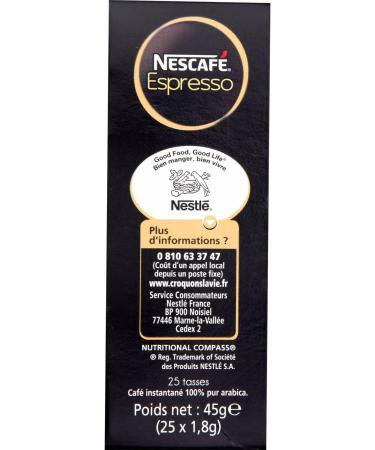 NESCAFÉ®
Espresso
Good Food, Good Life®
Bien manger, bien vivre
Nestlé®
Plus
d'informations ?
0 810 63 37 47
(Coût d'un appel local
depuis un poste fixe)
www.croquonslavie.fr
Service Consommateurs
Nestlé France
BP 900 Noisiel
77446 Marne-la-Vallée
Cedex 2
NUTRITIONAL COMPASS®
® Reg. Trademark of Société
des Produits NESTLÉ S.A.
25 tasses
Café instantané 100% pur arabica.
Poids net : 45g℮
(25 x 1,8g)